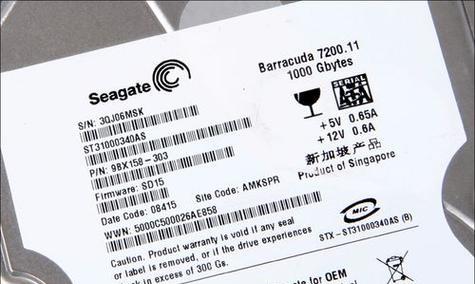 Seagate
Barracuda 7200.11
1000 Gbytes
S/N: 3QJ06MSK
ST31000340AS
P/N: 9BX158-303
Firmware: SD15
Date Code: 08415
Site Code: AMKSPR
WWN: 5000C500026AE858
SERIAL
+5V 0.65A
+12V 0.6A
新加坡产品
Product of Singapore
MIC
STX-ST31000340AS (B)
Caution: Product warranty is void if any seal
or label is removed, or if the drive experiences
in excess of 300 Gs.
for OEM